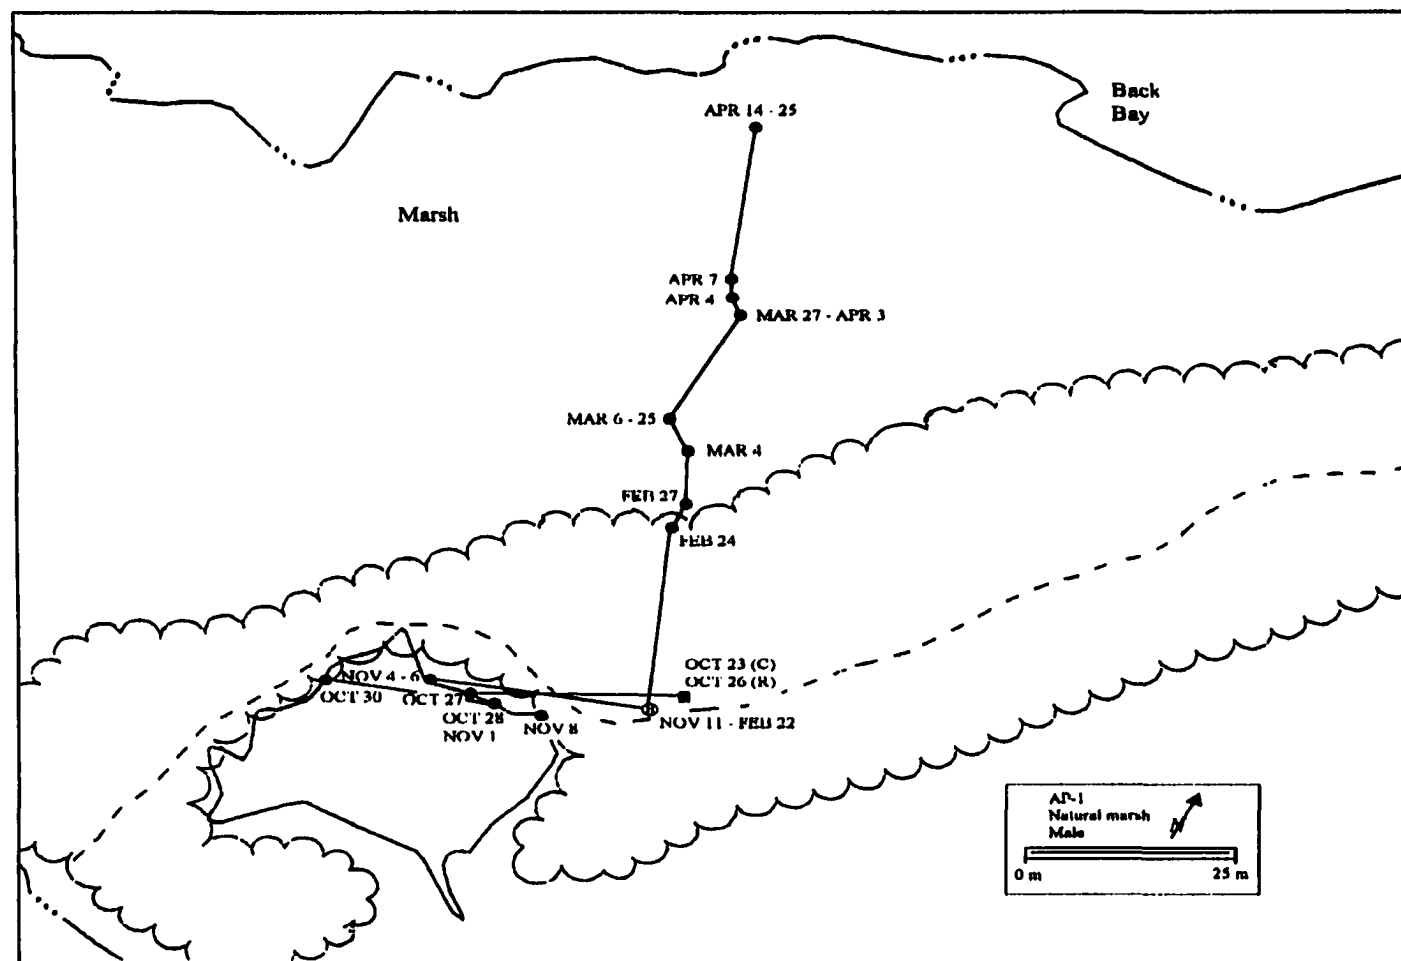 Back
Bay
APR 14 - 25
Marsh
APR 7
APR 4
MAR 27 - APR 3
MAR 6 - 25
MAR 4
FEB 27
FEB 24
OCT 23 (C)
OCT 26 (R)
NOV 4 - 6
OCT 30
OCT 27
OCT 28
NOV 1
NOV 8
NOV 11 - FEB 22
AP-1
Natural marsh
Male
N
0 m
25 m